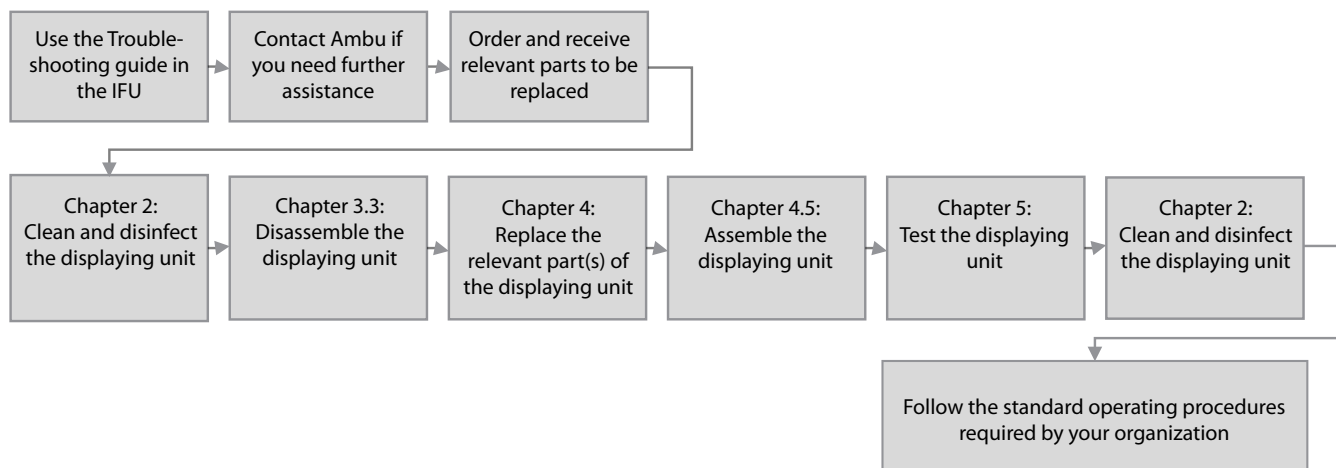 Use the Trouble-
shooting guide in
the IFU
Contact Ambu if
you need further
assistance
Order and receive
relevant parts to be
replaced
Chapter 2:
Clean and disinfect
the displaying unit
Chapter 3.3:
Disassemble the
displaying unit
Chapter 4:
Replace the
relevant part(s) of
the displaying unit
Chapter 4.5:
Assemble the
displaying unit
Chapter 5:
Test the displaying
unit
Chapter 2:
Clean and disinfect
the displaying unit
Follow the standard operating procedures
required by your organization